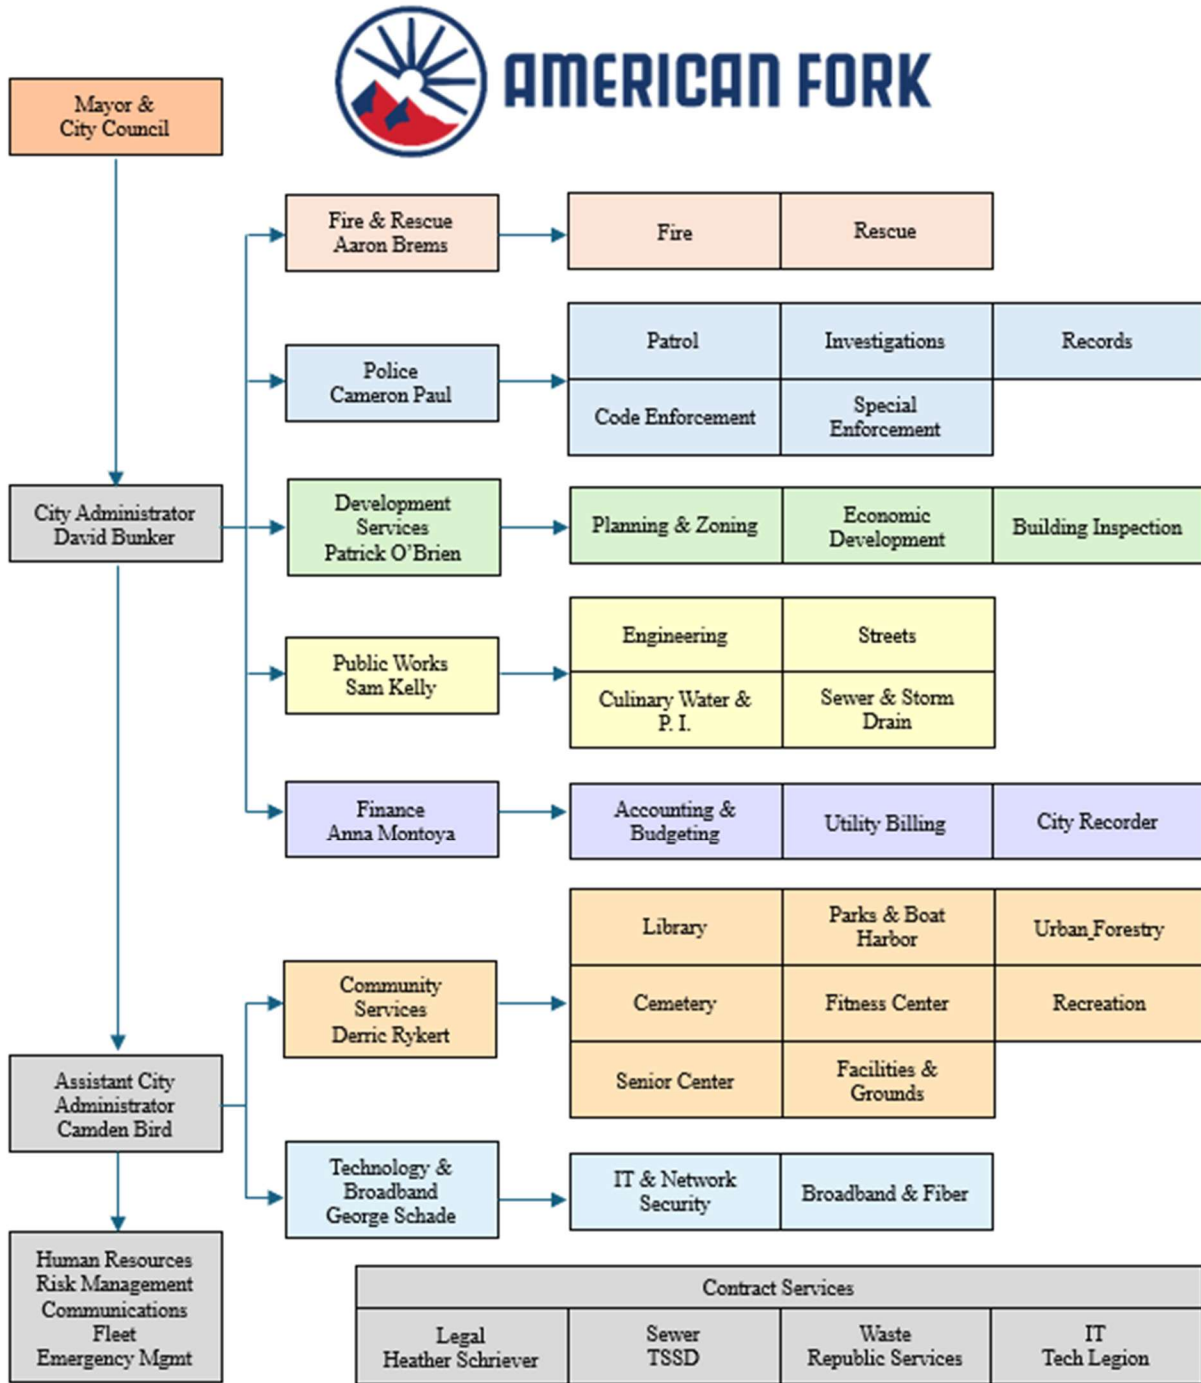 AMERICAN FORK
Mayor &
City Council
Fire & Rescue
Aaron Brems
Fire
Rescue
Police
Cameron Paul
Patrol
Investigations
Records
Code Enforcement
Special
Enforcement
City Administrator
David Bunker
Development
Services
Patrick O'Brien
Planning & Zoning
Economic
Development
Building Inspection
Public Works
Sam Kelly
Engineering
Streets
Culinary Water &
P. I.
Sewer & Storm
Drain
Finance
Anna Montoya
Accounting &
Budgeting
Utility Billing
City Recorder
Community
Services
Derric Rykert
Library
Parks & Boat
Harbor
Urban_Forestry
Cemetery
Fitness Center
Recreation
Senior Center
Facilities &
Grounds
Assistant City
Administrator
Camden Bird
Technology &
Broadband
George Schade
IT & Network
Security
Broadband & Fiber
Human Resources
Risk Management
Communications
Fleet
Emergency Mgmt
Contract Services
Legal
Heather Schriever
Sewer
TSSD
Waste
Republic Services
IT
Tech Legion